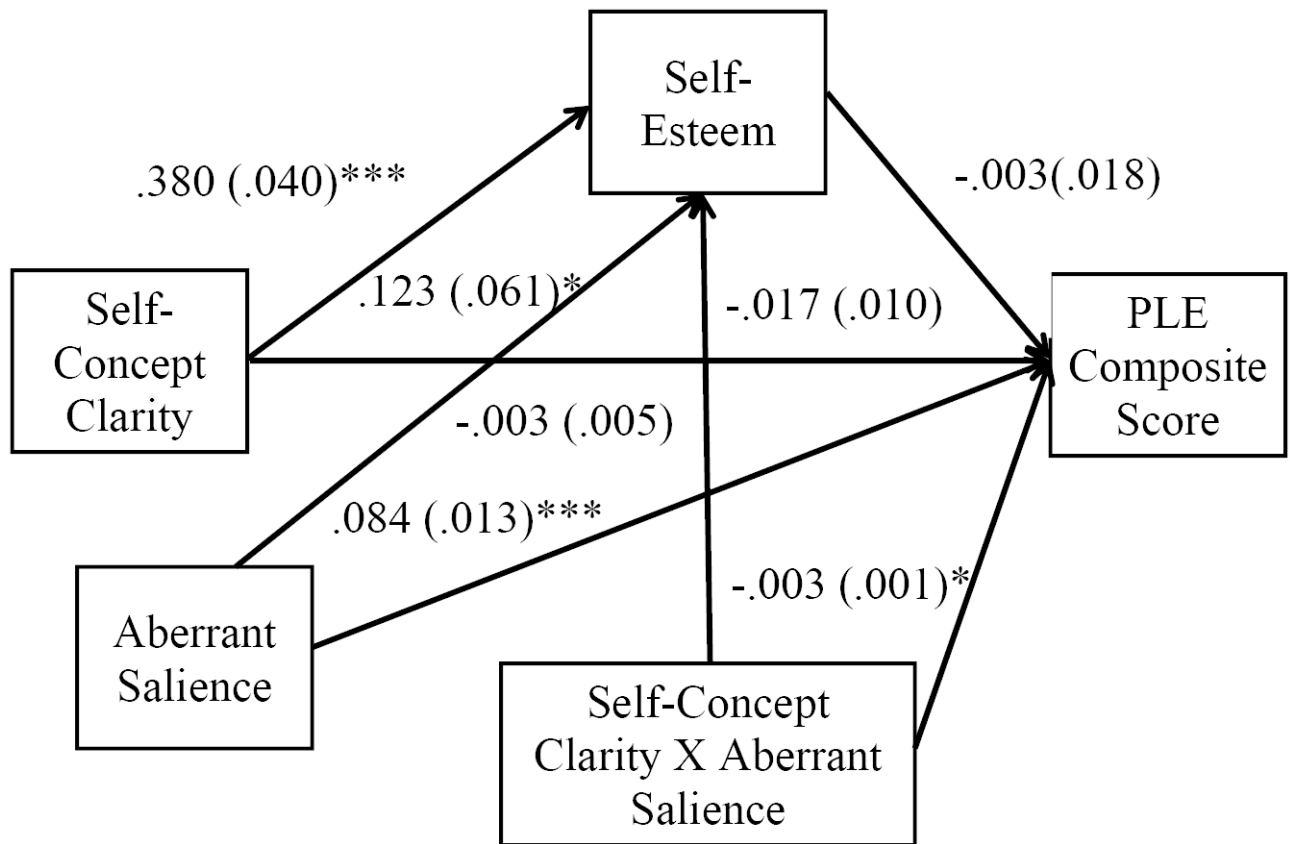 Self-
Esteem
.380 (.040)***
-.003(.018)
Self-
Concept
Clarity
.123 (.061)*
-.017 (.010)
PLE
Composite
Score
-.003 (.005)
.084 (.013)***
-.003 (.001)*
Aberrant
Salience
Self-Concept
Clarity X Aberrant
Salience